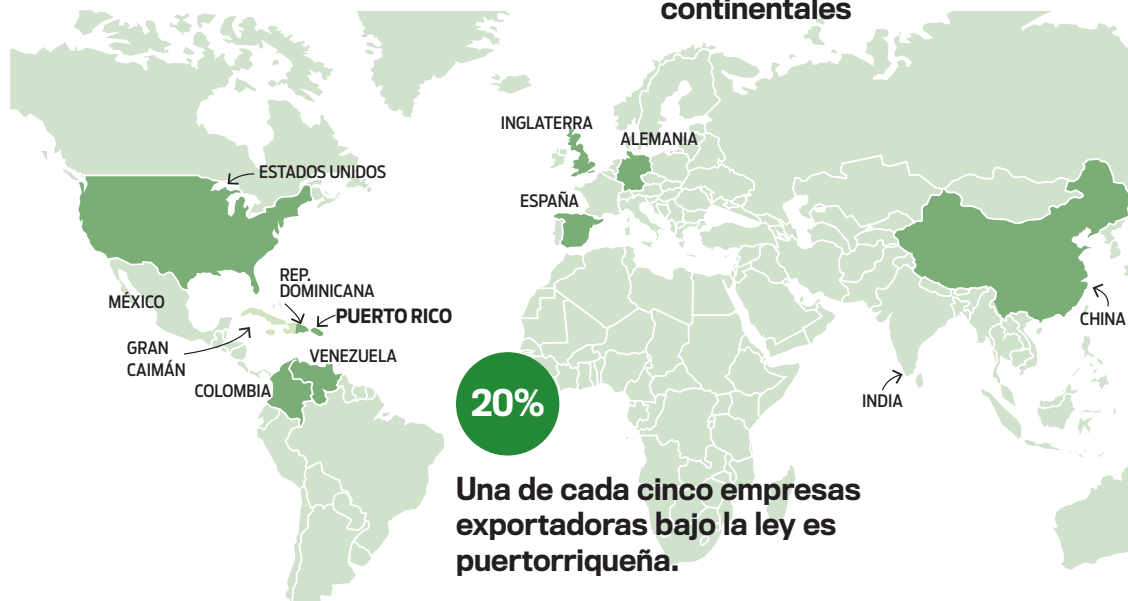 continentales
INGLATERRA
ALEMANIA
ESTADOS UNIDOS
ESPAÑA
REP.
DOMINICANA
MÉXICO
PUERTO RICO
CHINA
GRAN
CAIMÁN
VENEZUELA
COLOMBIA
INDIA
20%
Una de cada cinco empresas
exportadoras bajo la ley es
puertorriqueña.